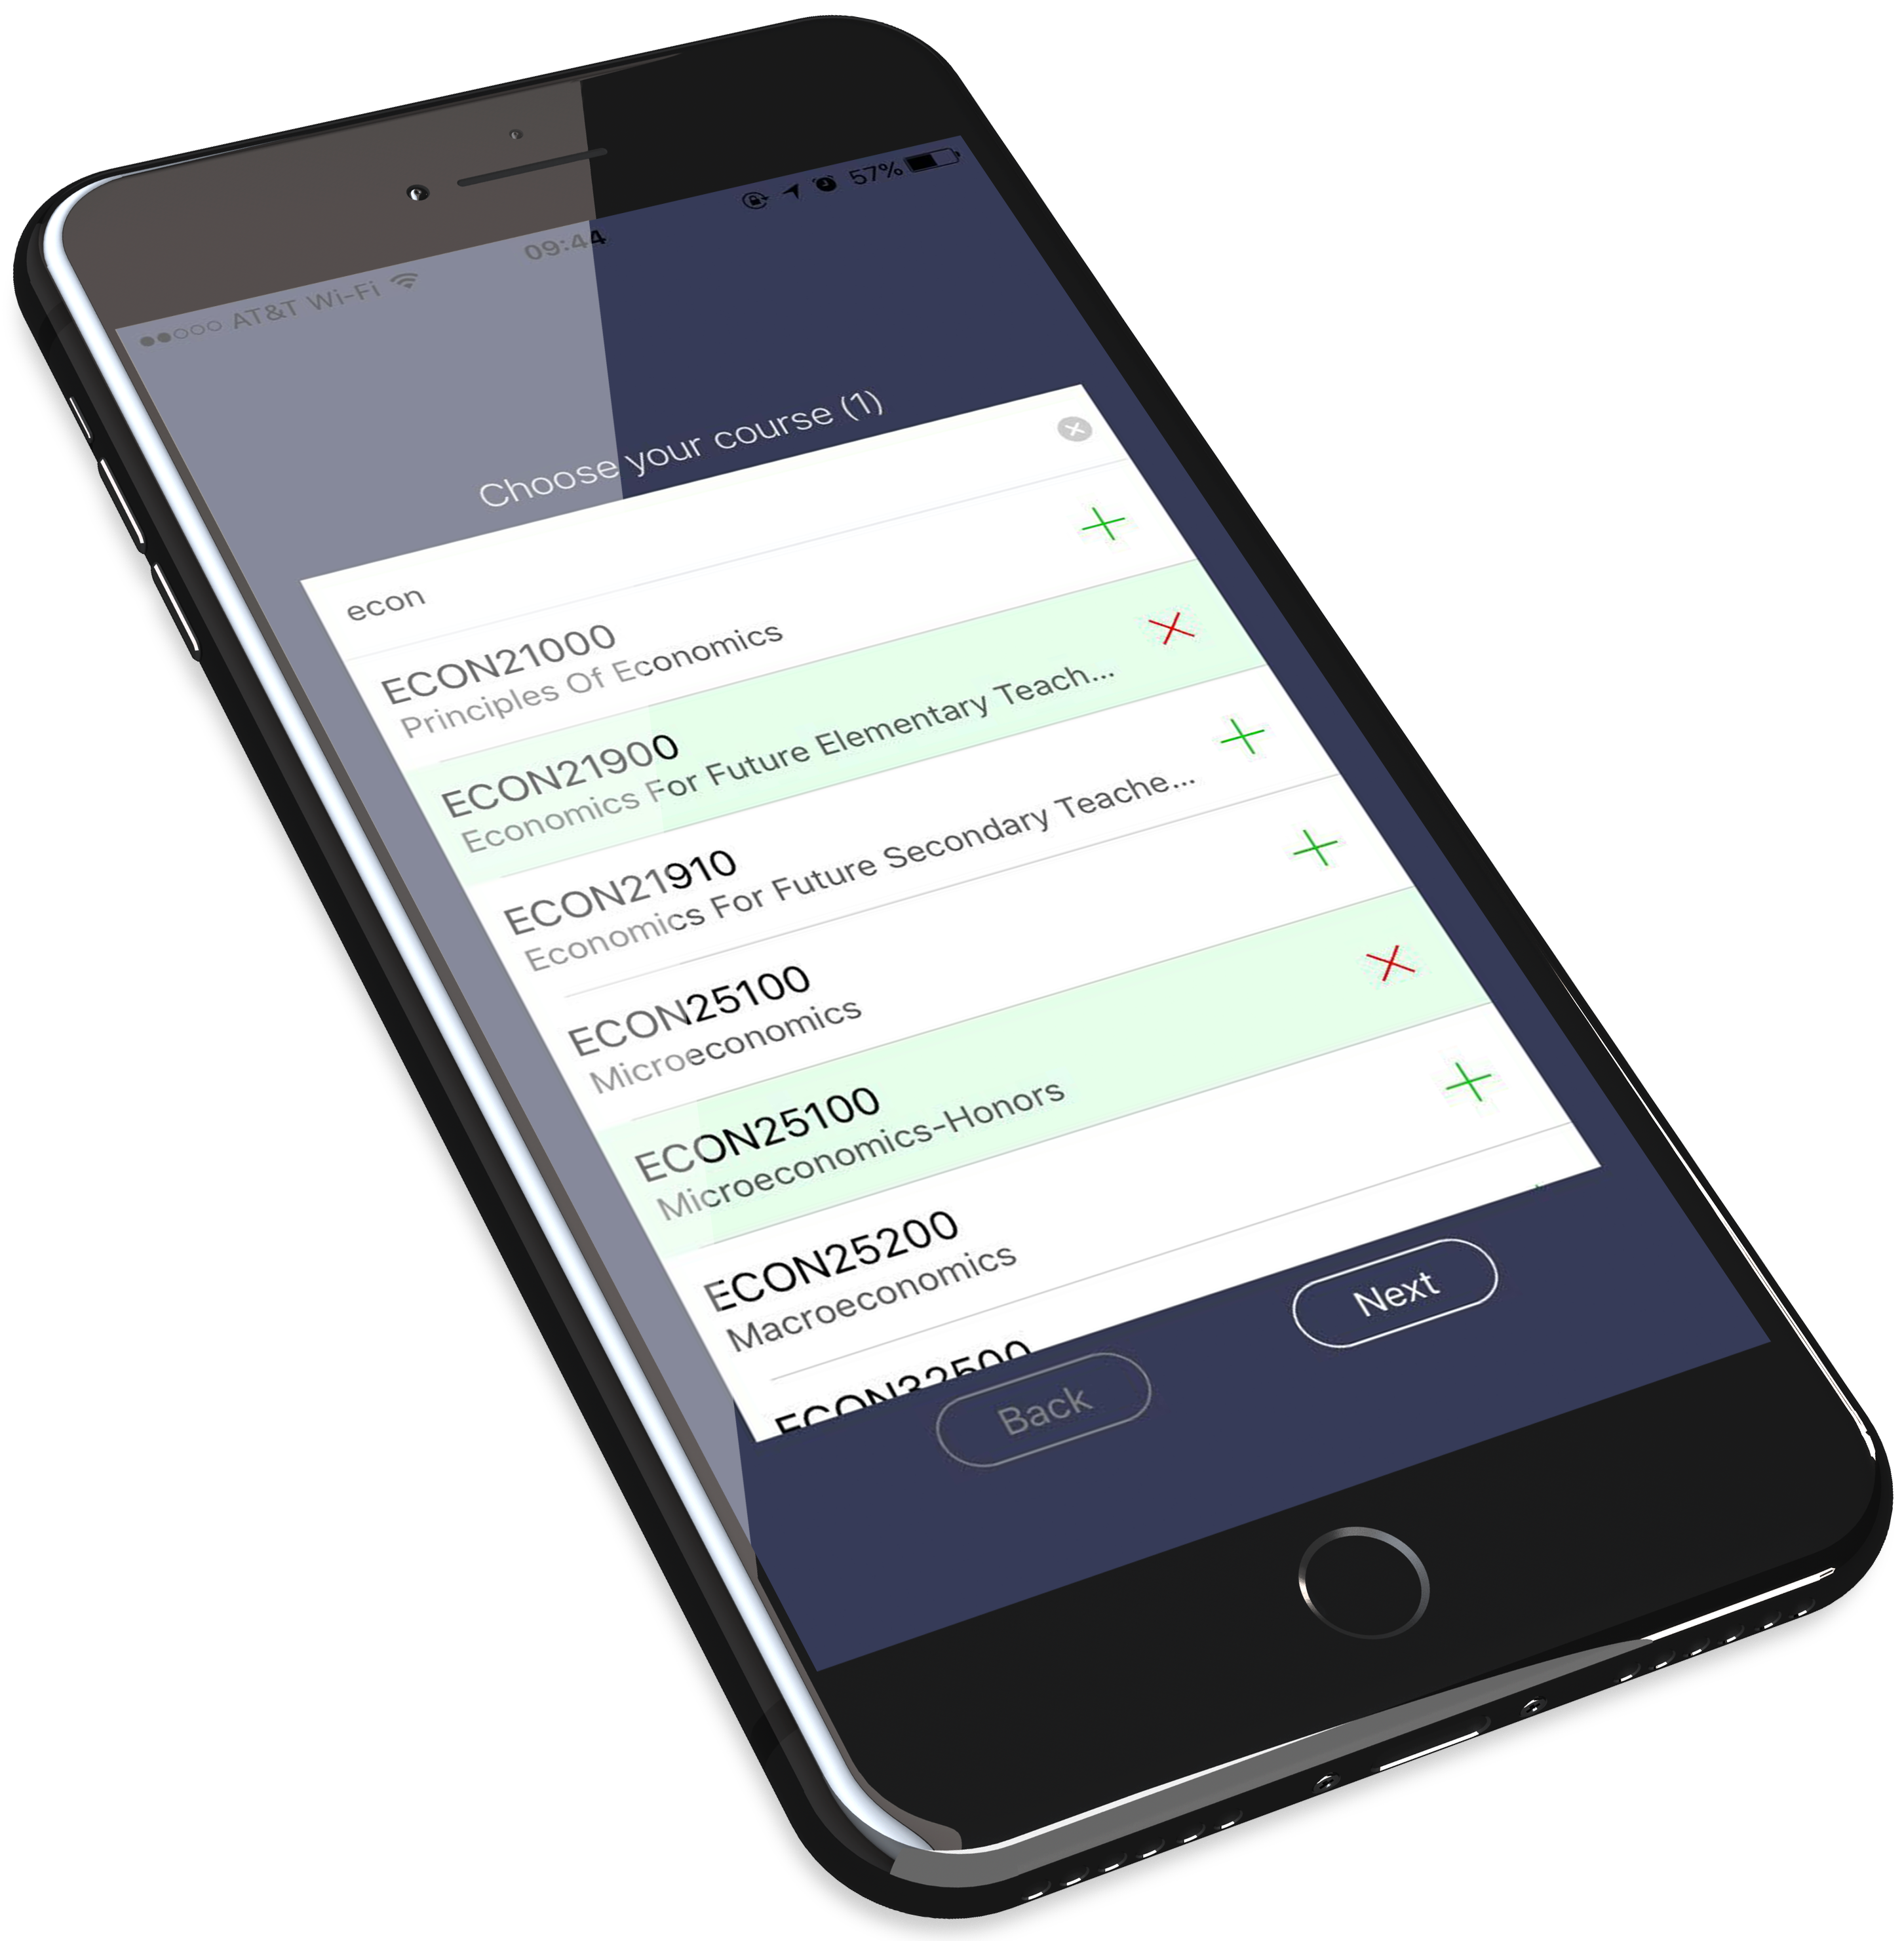 AT&T Wi-Fi 09:44 57%
Choose your course (1)
econ
ECON21000
Principles Of Economics
ECON21900
Economics For Future Elementary Teach...
ECON21910
Economics For Future Secondary Teache...
ECON25100
Microeconomics
ECON25100
Microeconomics-Honors
ECON25200
Macroeconomics
ECON32500
Back
Next